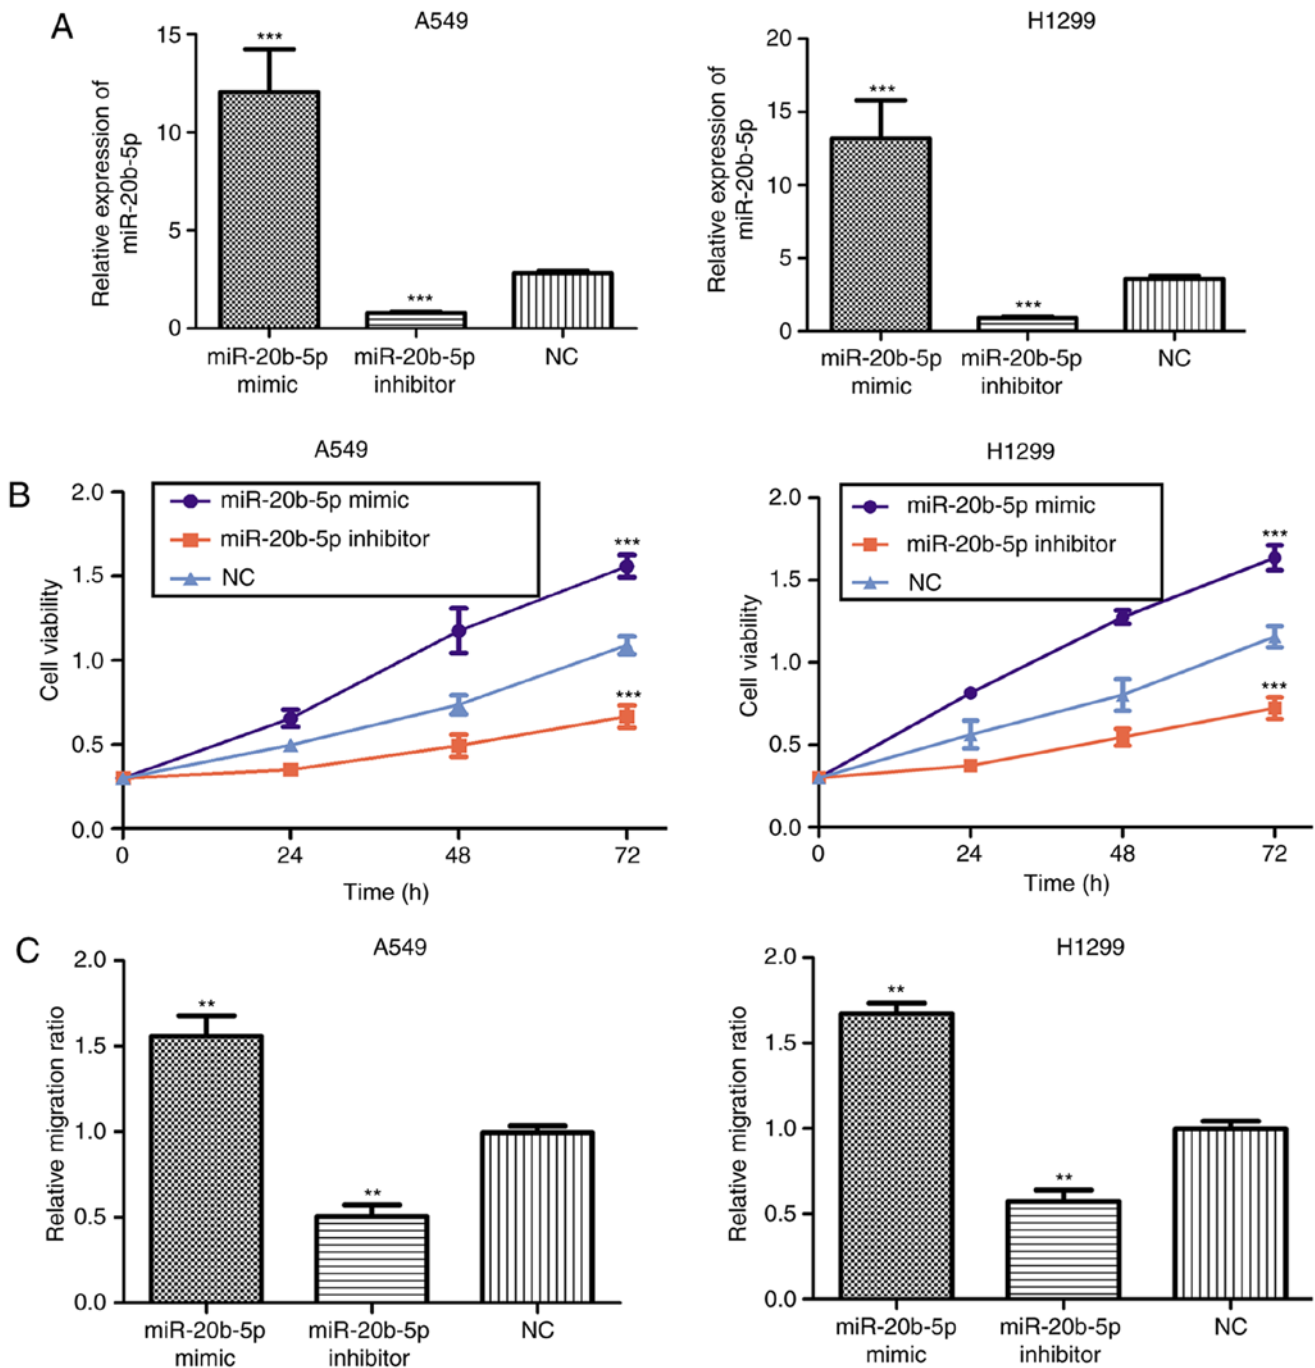 A
A549
Relative expression of
miR-20b-5p
15
10
5
0
***
***
miR-20b-5p
mimic
miR-20b-5p
inhibitor
NC
H1299
Relative expression of
miR-20b-5p
20
15
10
5
0
***
***
miR-20b-5p
mimic
miR-20b-5p
inhibitor
NC
B
A549
Cell viability
2.0
1.5
1.0
0.5
0.0
miR-20b-5p mimic
miR-20b-5p inhibitor
NC
***
***
0 24 48 72
Time (h)
H1299
Cell viability
2.0
1.5
1.0
0.5
0.0
miR-20b-5p mimic
miR-20b-5p inhibitor
NC
***
***
0 24 48 72
Time (h)
C
A549
Relative migration ratio
2.0
1.5
1.0
0.5
0.0
**
**
miR-20b-5p
mimic
miR-20b-5p
inhibitor
NC
H1299
Relative migration ratio
2.0
1.5
1.0
0.5
0.0
**
**
miR-20b-5p
mimic
miR-20b-5p
inhibitor
NC